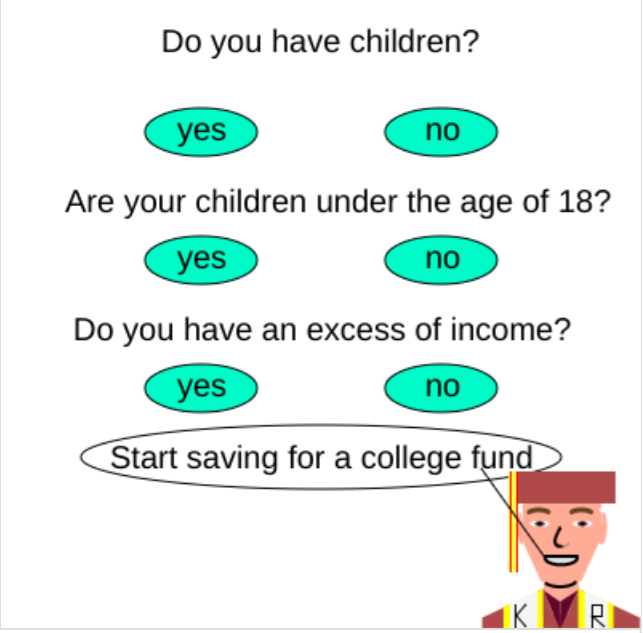 Do you have children?
yes no
Are your children under the age of 18?
yes no
Do you have an excess of income?
yes no
Start saving for a college fund
K R